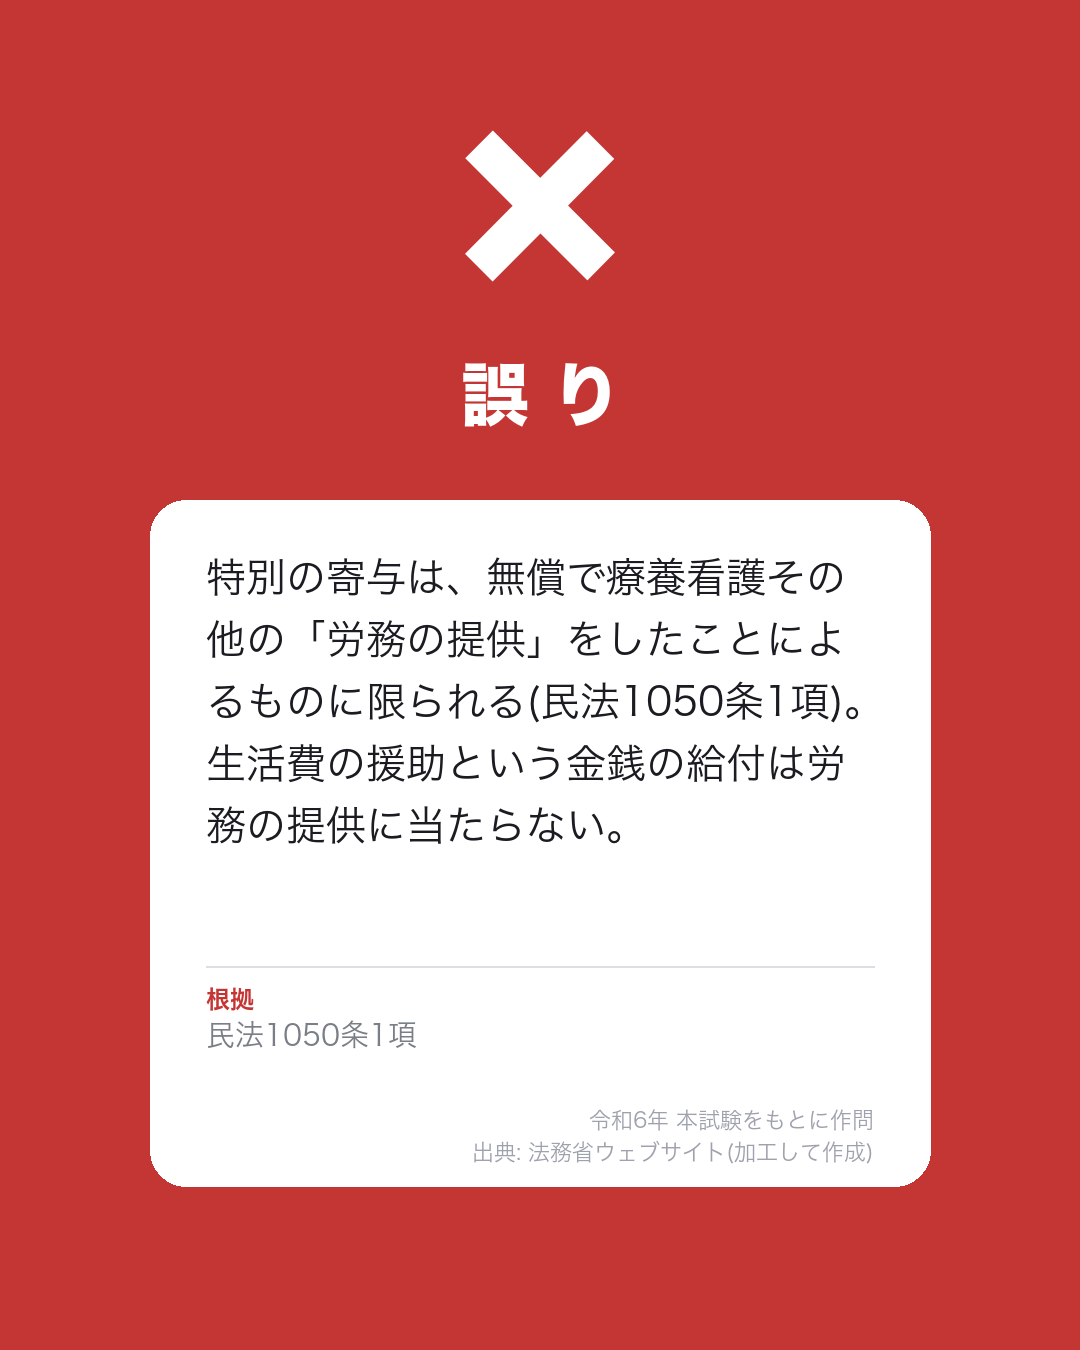 誤り
特別の寄与は、無償で療養看護その
他の「労務の提供」をしたことによ
るものに限られる(民法1050条1項)。
生活費の援助という金銭の給付は労
務の提供に当たらない。
根拠
民法1050条1項
令和6年 本試験をもとに作問
出典: 法務省ウェブサイト(加工して作成)